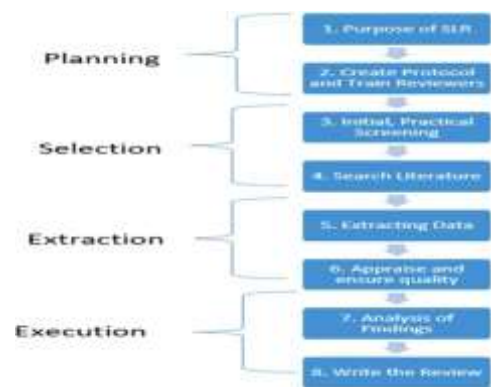 Planning
1. Purpose of SLR
2. Create Protocol
and Train Reviewers
Selection
3. Initial, Practical
Screening
4. Search Literature
Extraction
5. Extracting Data
6. Appraise and
ensure quality
Execution
7. Analysis of
Findings
8. Write the Review